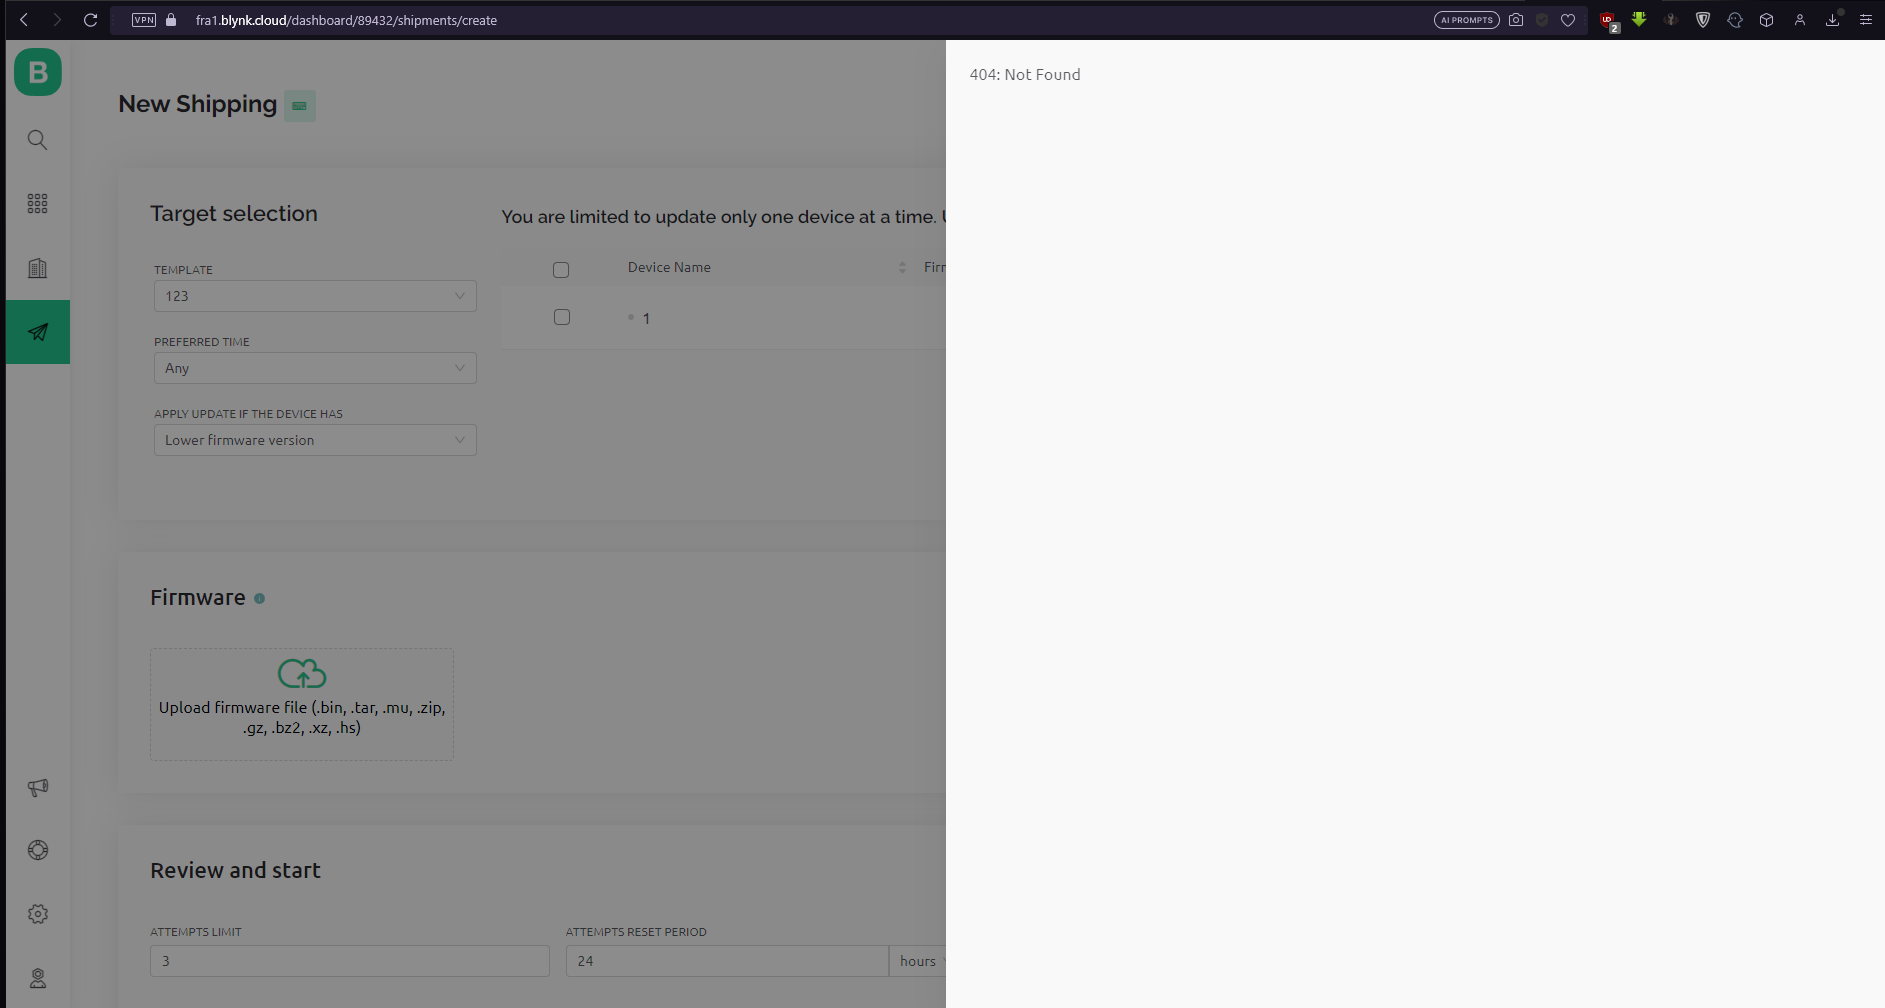 VPN
fra1.blynk.cloud/dashboard/89432/shipments/create
AI PROMPTS
2
B
New Shipping
Target selection
TEMPLATE
123
PREFERRED TIME
Any
APPLY UPDATE IF THE DEVICE HAS
Lower firmware version
You are limited to update only one device at a time.
Device Name
Firm
1
Firmware
Upload firmware file (.bin, .tar, .mu, .zip,
.gz, .bz2, .xz, .hs)
Review and start
ATTEMPTS LIMIT
3
ATTEMPTS RESET PERIOD
24
hours
404: Not Found